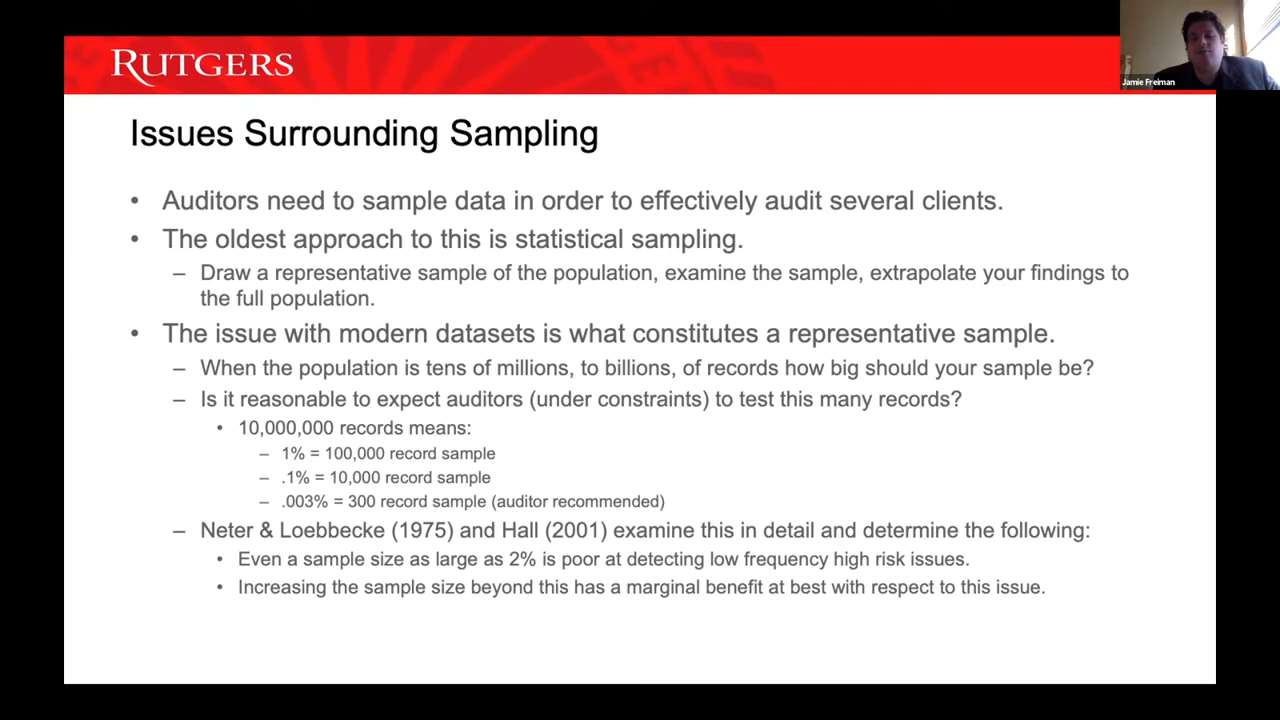 RUTGERS
Jamie Freiman
Issues Surrounding Sampling
• Auditors need to sample data in order to effectively audit several clients.
• The oldest approach to this is statistical sampling.
– Draw a representative sample of the population, examine the sample, extrapolate your findings to
the full population.
• The issue with modern datasets is what constitutes a representative sample.
– When the population is tens of millions, to billions, of records how big should your sample be?
– Is it reasonable to expect auditors (under constraints) to test this many records?
• 10,000,000 records means:
– 1% = 100,000 record sample
– .1% = 10,000 record sample
– .003% = 300 record sample (auditor recommended)
– Neter & Loebbecke (1975) and Hall (2001) examine this in detail and determine the following:
• Even a sample size as large as 2% is poor at detecting low frequency high risk issues.
• Increasing the sample size beyond this has a marginal benefit at best with respect to this issue.